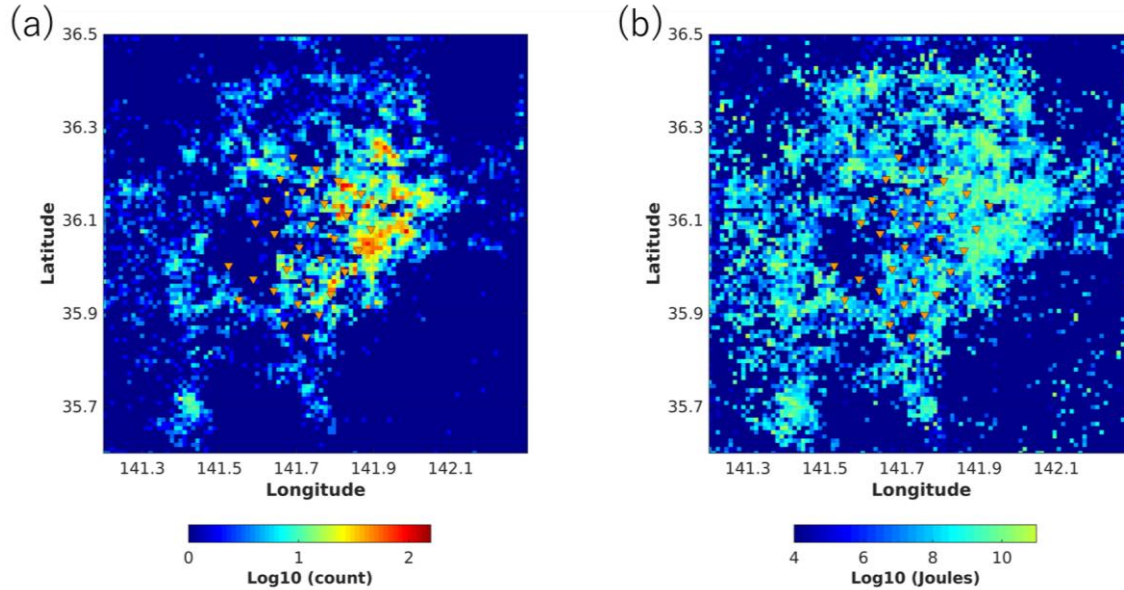 (a)
36.5
36.3
36.1
35.9
35.7
Latitude
141.3 141.5 141.7 141.9 142.1
Longitude
0 1 2
Log10 (count)
(b)
36.5
36.3
36.1
35.9
35.7
Latitude
141.3 141.5 141.7 141.9 142.1
Longitude
4 6 8 10
Log10 (Joules)